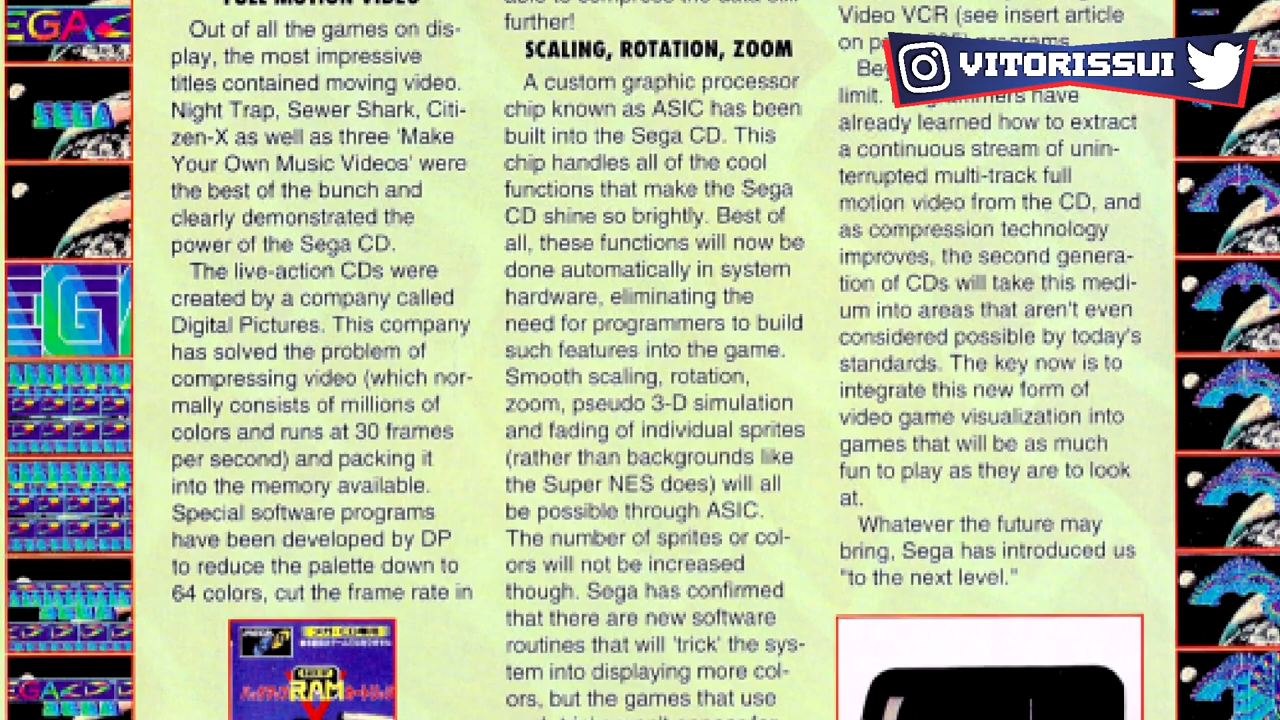 FULL MOTION VIDEO
Out of all the games on dis-
play, the most impressive
titles contained moving video.
Night Trap, Sewer Shark, Citi-
zen-X as well as three 'Make
Your Own Music Videos' were
the best of the bunch and
clearly demonstrated the
power of the Sega CD.
The live-action CDs were
created by a company called
Digital Pictures. This company
has solved the problem of
compressing video (which nor-
mally consists of millions of
colors and runs at 30 frames
per second) and packing it
into the memory available.
Special software programs
have been developed by DP
to reduce the palette down to
64 colors, cut the frame rate in
RAM
able to compress the data still
further!
SCALING, ROTATION, ZOOM
A custom graphic processor
chip known as ASIC has been
built into the Sega CD. This
chip handles all of the cool
functions that make the Sega
CD shine so brightly. Best of
all, these functions will now be
done automatically in system
hardware, eliminating the
need for programmers to build
such features into the game.
Smooth scaling, rotation,
zoom, pseudo 3-D simulation
and fading of individual sprites
(rather than backgrounds like
the Super NES does) will all
be possible through ASIC.
The number of sprites or col-
ors will not be increased
though. Sega has confirmed
that there are new software
routines that will 'trick' the sys-
tem into displaying more col-
ors, but the games that use
Video VCR (see insert article
on programs
limit. have
already learned how to extract
a continuous stream of unin-
terrupted multi-track full
motion video from the CD, and
as compression technology
improves, the second genera-
tion of CDs will take this medi-
um into areas that aren't even
considered possible by today's
standards. The key now is to
integrate this new form of
video game visualization into
games that will be as much
fun to play as they are to look
at.
Whatever the future may
bring, Sega has introduced us
"to the next level."
VITORISSUI
EGA
SEGA
EGA